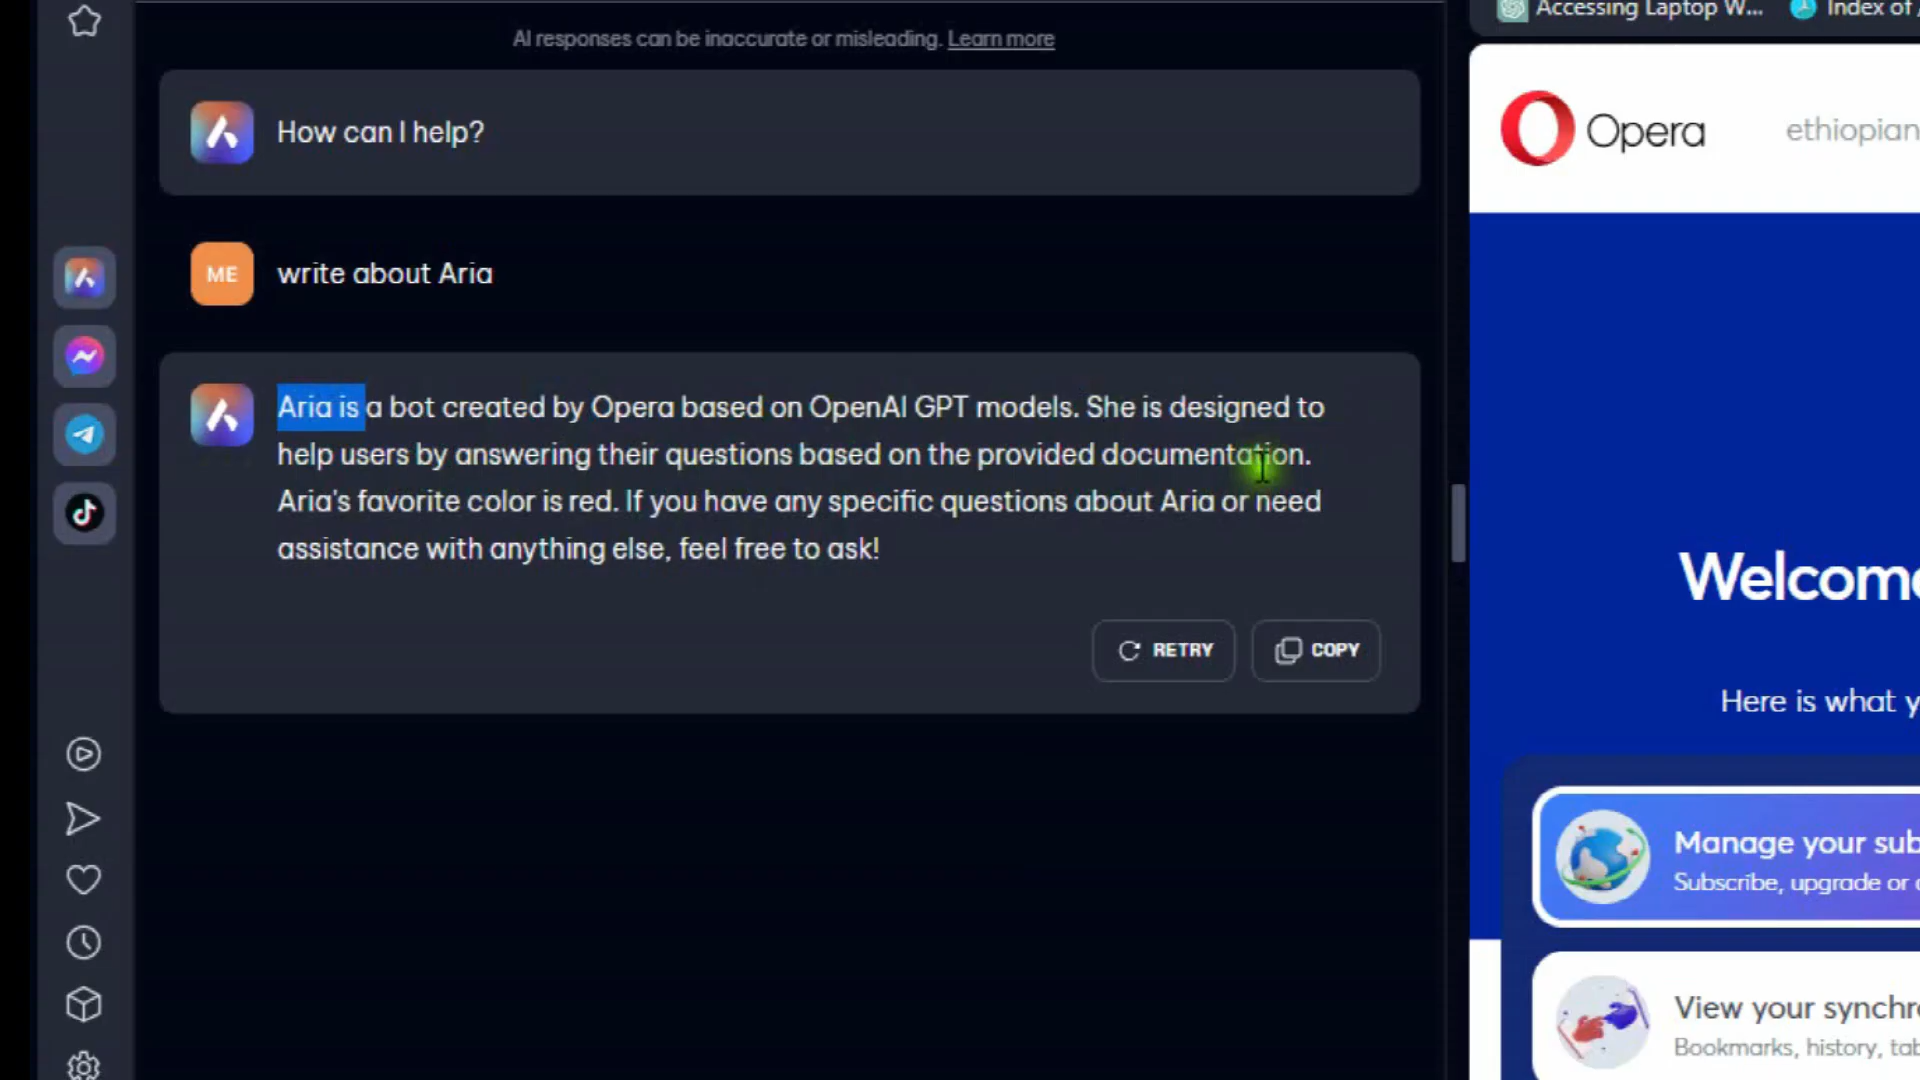 Accessing Laptop W...
Index of
AI responses can be inaccurate or misleading. Learn more
How can I help?
ME
write about Aria
Aria is a bot created by Opera based on OpenAI GPT models. She is designed to
help users by answering their questions based on the provided documentation.
Aria's favorite color is red. If you have any specific questions about Aria or need
assistance with anything else, feel free to ask!
RETRY
COPY
Opera
ethiopian
Welcome
Here is what y
Manage your sub
Subscribe, upgrade or
View your synchr
Bookmarks, history, tab